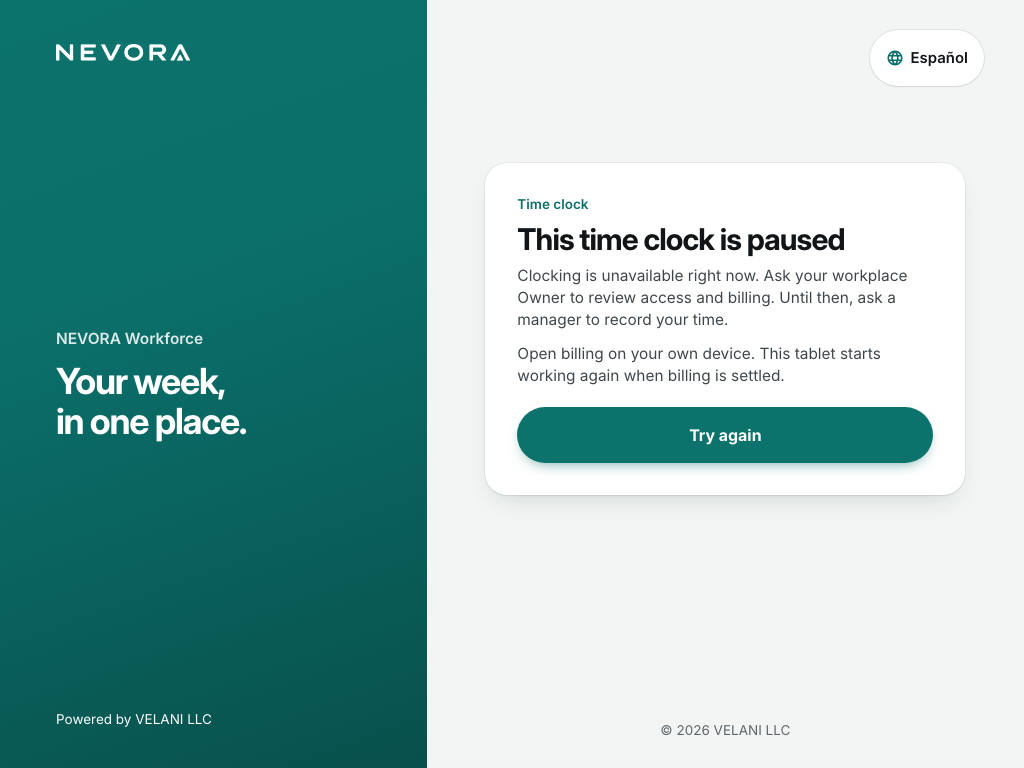 NEVORA
Español
Time clock
This time clock is paused
Clocking is unavailable right now. Ask your workplace
Owner to review access and billing. Until then, ask a
manager to record your time.
Open billing on your own device. This tablet starts
working again when billing is settled.
Try again
NEVORA Workforce
Your week,
in one place.
Powered by VELANI LLC
© 2026 VELANI LLC